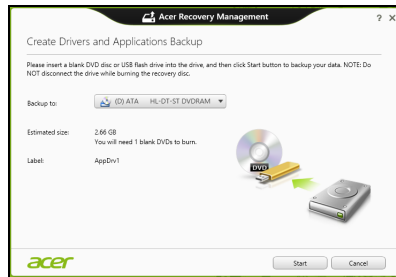 Acer Recovery Management
? X
Create Drivers and Applications Backup
Please insert a blank DVD disc or USB flash drive into the drive, and then click Start button to backup your data. NOTE: Do
NOT disconnect the drive while burning the recovery disc.
Backup to: (D) ATA HL-DT-ST DVDRAM
Estimated size: 2.66 GB
You will need 1 blank DVDs to burn.
Label: AppDrv1
DVD
acer
Start Cancel